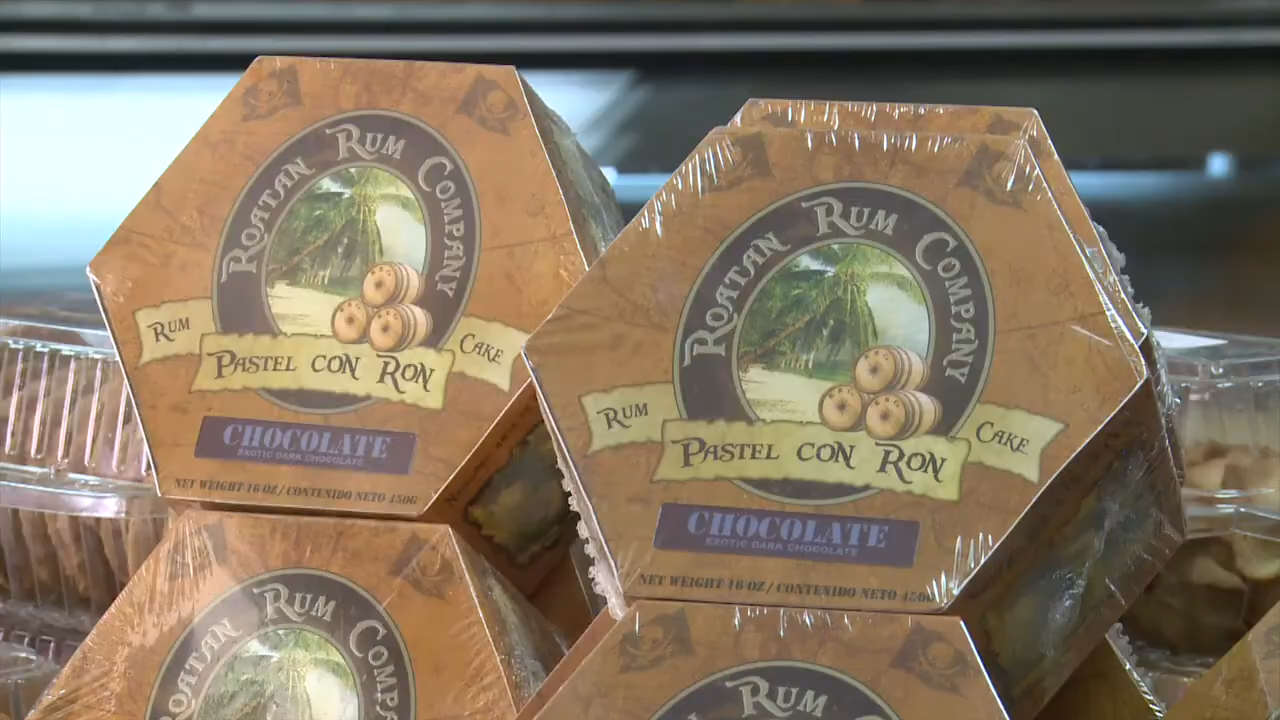 ROATAN RUM COMPANY
RUM
PASTEL CON RON
CAKE
CHOCOLATE
EXOTIC DARK CHOCOLATE
NET WEIGHT 16 OZ / CONTENIDO NETO 450G
ROATAN RUM COMPANY
RUM
PASTEL CON RON
CAKE
CHOCOLATE
EXOTIC DARK CHOCOLATE
NET WEIGHT 16 OZ / CONTENIDO NETO 450G
ROATAN RUM COMPA
RUM